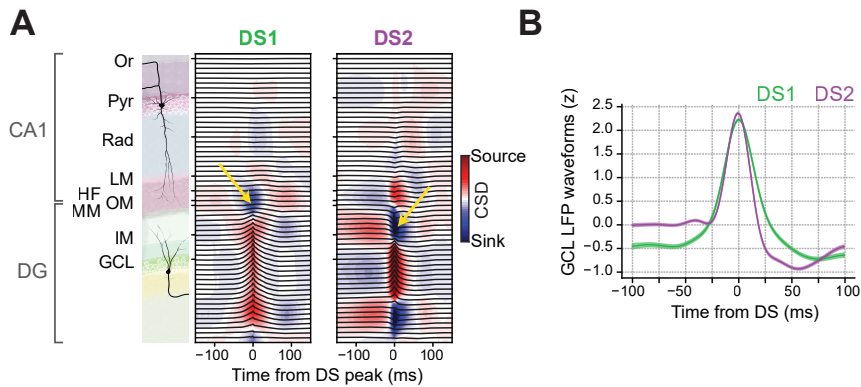 A
DS1
DS2
CA1
DG
Or
Pyr
Rad
LM
HF
OM
MM
IM
GCL
−100
0
100
−100
0
100
Time from DS peak (ms)
Source
CSD
Sink
B
DS1
DS2
GCL LFP waveforms (z)
2.5
2.0
1.5
1.0
0.5
0.0
−0.5
−1.0
−100
−50
0
50
100
Time from DS (ms)